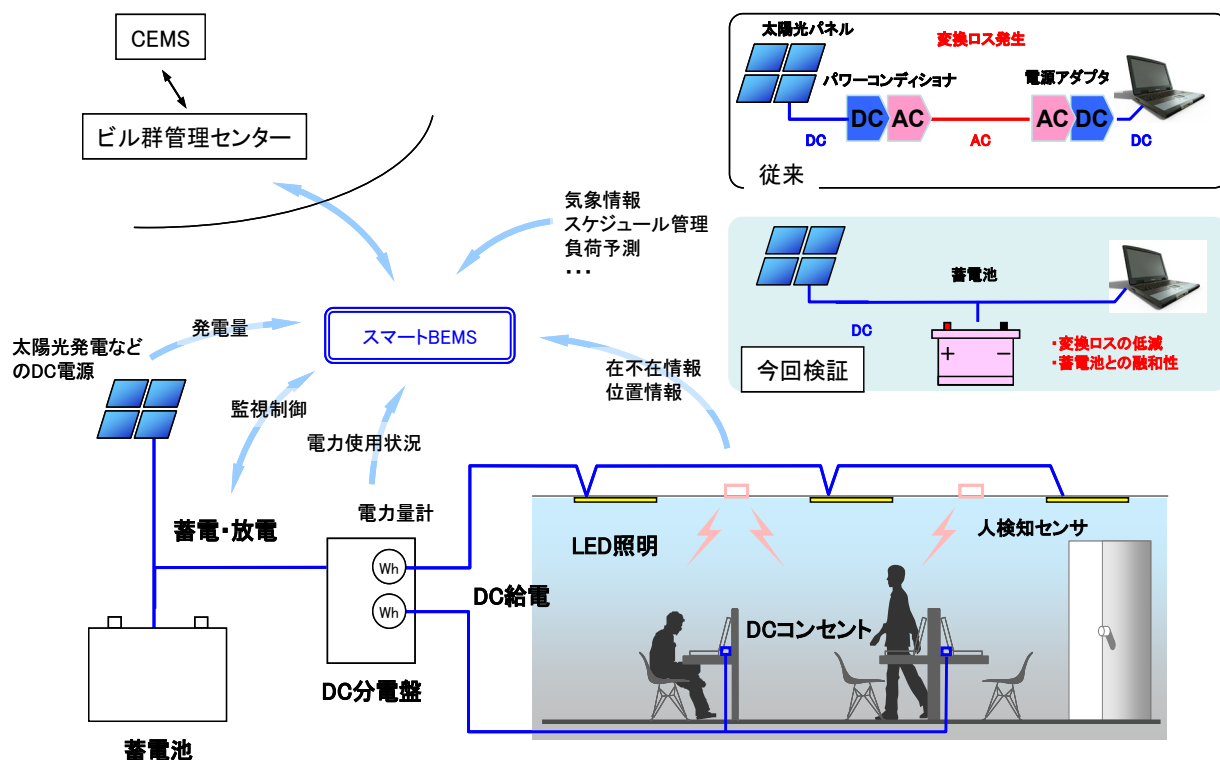 CEMS
ビル群管理センター
太陽光パネル
変換ロス発生
パワーコンディショナ
電源アダプタ
DC
AC
AC
DC
DC
AC
DC
従来
気象情報
スケジュール管理
負荷予測
・・・
蓄電池
DC
+
-
・変換ロスの低減
・蓄電池との融和性
今回検証
スマートBEMS
発電量
太陽光発電など
のDC電源
在不在情報
位置情報
監視制御
電力使用状況
電力量計
蓄電・放電
人検知センサ
LED照明
Wh
DC給電
Wh
DCコンセント
DC分電盤
蓄電池